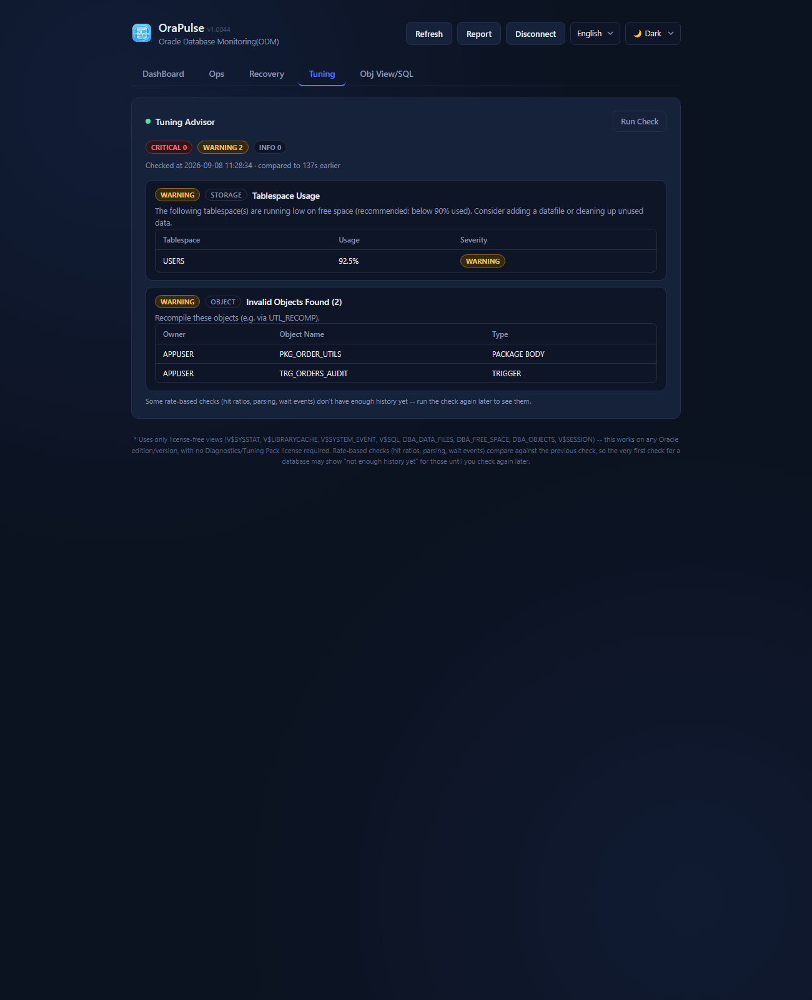 OraPulse v1.0044
Oracle Database Monitoring(ODM)
Refresh
Report
Disconnect
English
Dark
DashBoard
Ops
Recovery
Tuning
Obj View/SQL
Tuning Advisor
Run Check
CRITICAL 0
WARNING 2
INFO 0
Checked at 2026-09-08 11:28:34 · compared to 137s earlier
WARNING STORAGE Tablespace Usage
The following tablespace(s) are running low on free space (recommended: below 90% used). Consider adding a datafile or cleaning up unused
data.
Tablespace Usage Severity
USERS 92.5% WARNING
WARNING OBJECT Invalid Objects Found (2)
Recompile these objects (e.g. via UTL_RECOMP).
Owner Object Name Type
APPUSER PKG_ORDER_UTILS PACKAGE BODY
APPUSER TRG_ORDERS_AUDIT TRIGGER
Some rate-based checks (hit ratios, parsing, wait events) don't have enough history yet -- run the check again later to see them.
* Uses only license-free views (V$SYSSTAT, V$LIBRARYCACHE, V$SYSTEM_EVENT, V$SQL, DBA_DATA_FILES, DBA_FREE_SPACE, DBA_OBJECTS, V$SESSION) -- this works on any Oracle
edition/version, with no Diagnostics/Tuning Pack license required. Rate-based checks (hit ratios, parsing, wait events) compare against the previous check, so the very first check for a
database may show "not enough history yet" for those until you check again later.